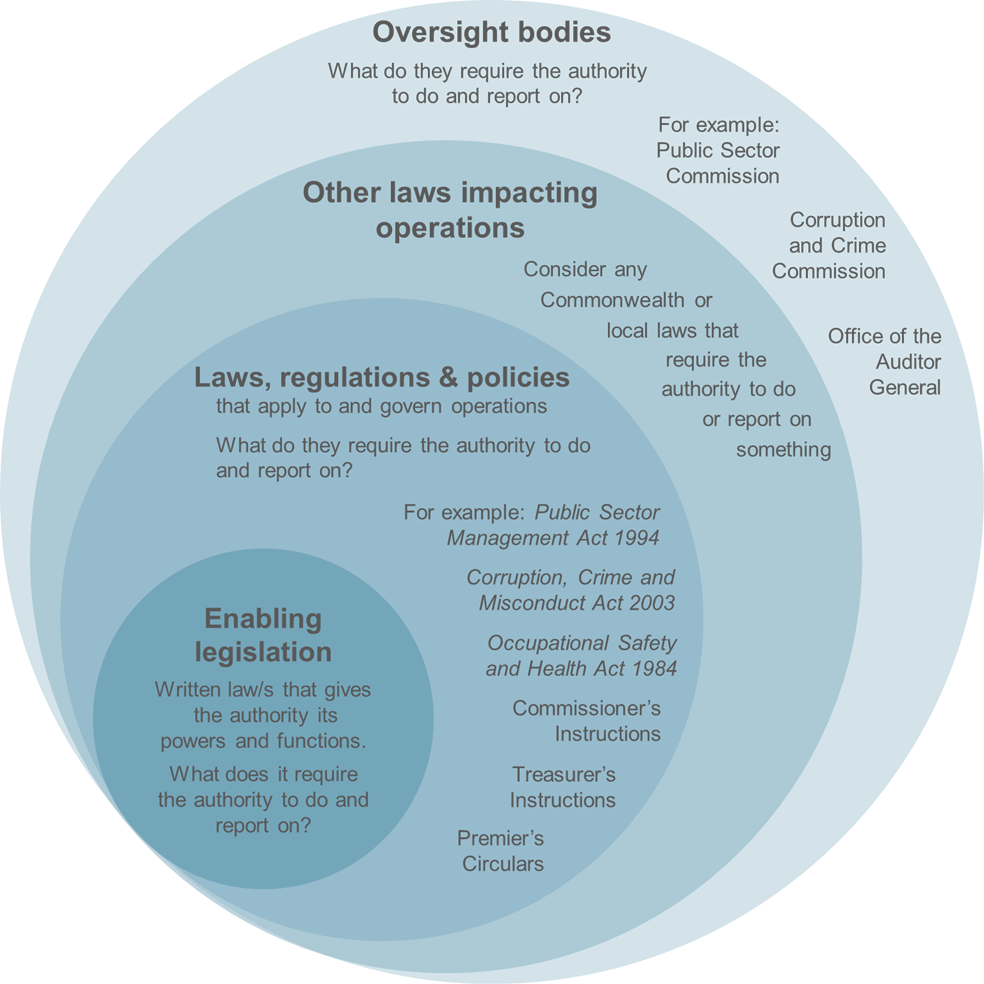 Oversight bodies
What do they require the authority
to do and report on?
For example:
Public Sector
Commission
Corruption
and Crime
Commission
Office of the
Auditor
General
Other laws impacting
operations
Consider any
Commonwealth or
local laws that
require the
authority to do
or report on
something
Laws, regulations & policies
that apply to and govern operations
What do they require the authority to do
and report on?
For example: Public Sector
Management Act 1994
Corruption, Crime and
Misconduct Act 2003
Occupational Safety
and Health Act 1984
Commissioner’s
Instructions
Treasurer’s
Instructions
Premier’s
Circulars
Enabling
legislation
Written law/s that gives
the authority its
powers and functions.
What does it require
the authority to do and
report on?